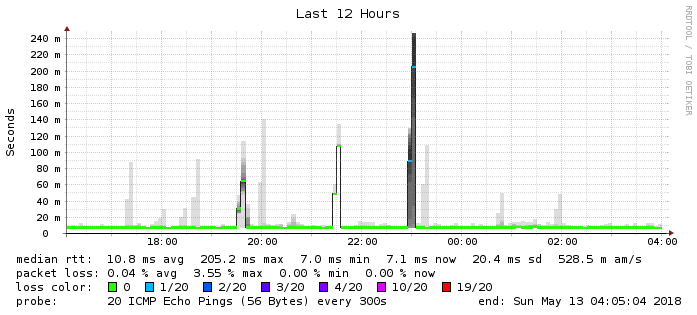 Last 12 Hours
RRDTOOL / TOBI OETIKER
Seconds
240 m
220 m
200 m
180 m
160 m
140 m
120 m
100 m
80 m
60 m
40 m
20 m
0
18:00 20:00 22:00 00:00 02:00 04:00
median rtt: 10.8 ms avg 205.2 ms max 7.0 ms min 7.1 ms now 20.4 ms sd 528.5 m am/s
packet loss: 0.04 % avg 3.55 % max 0.00 % min 0.00 % now
loss color: 0 1/20 2/20 3/20 4/20 10/20 19/20
probe: 20 ICMP Echo Pings (56 Bytes) every 300s end: Sun May 13 04:05:04 2018